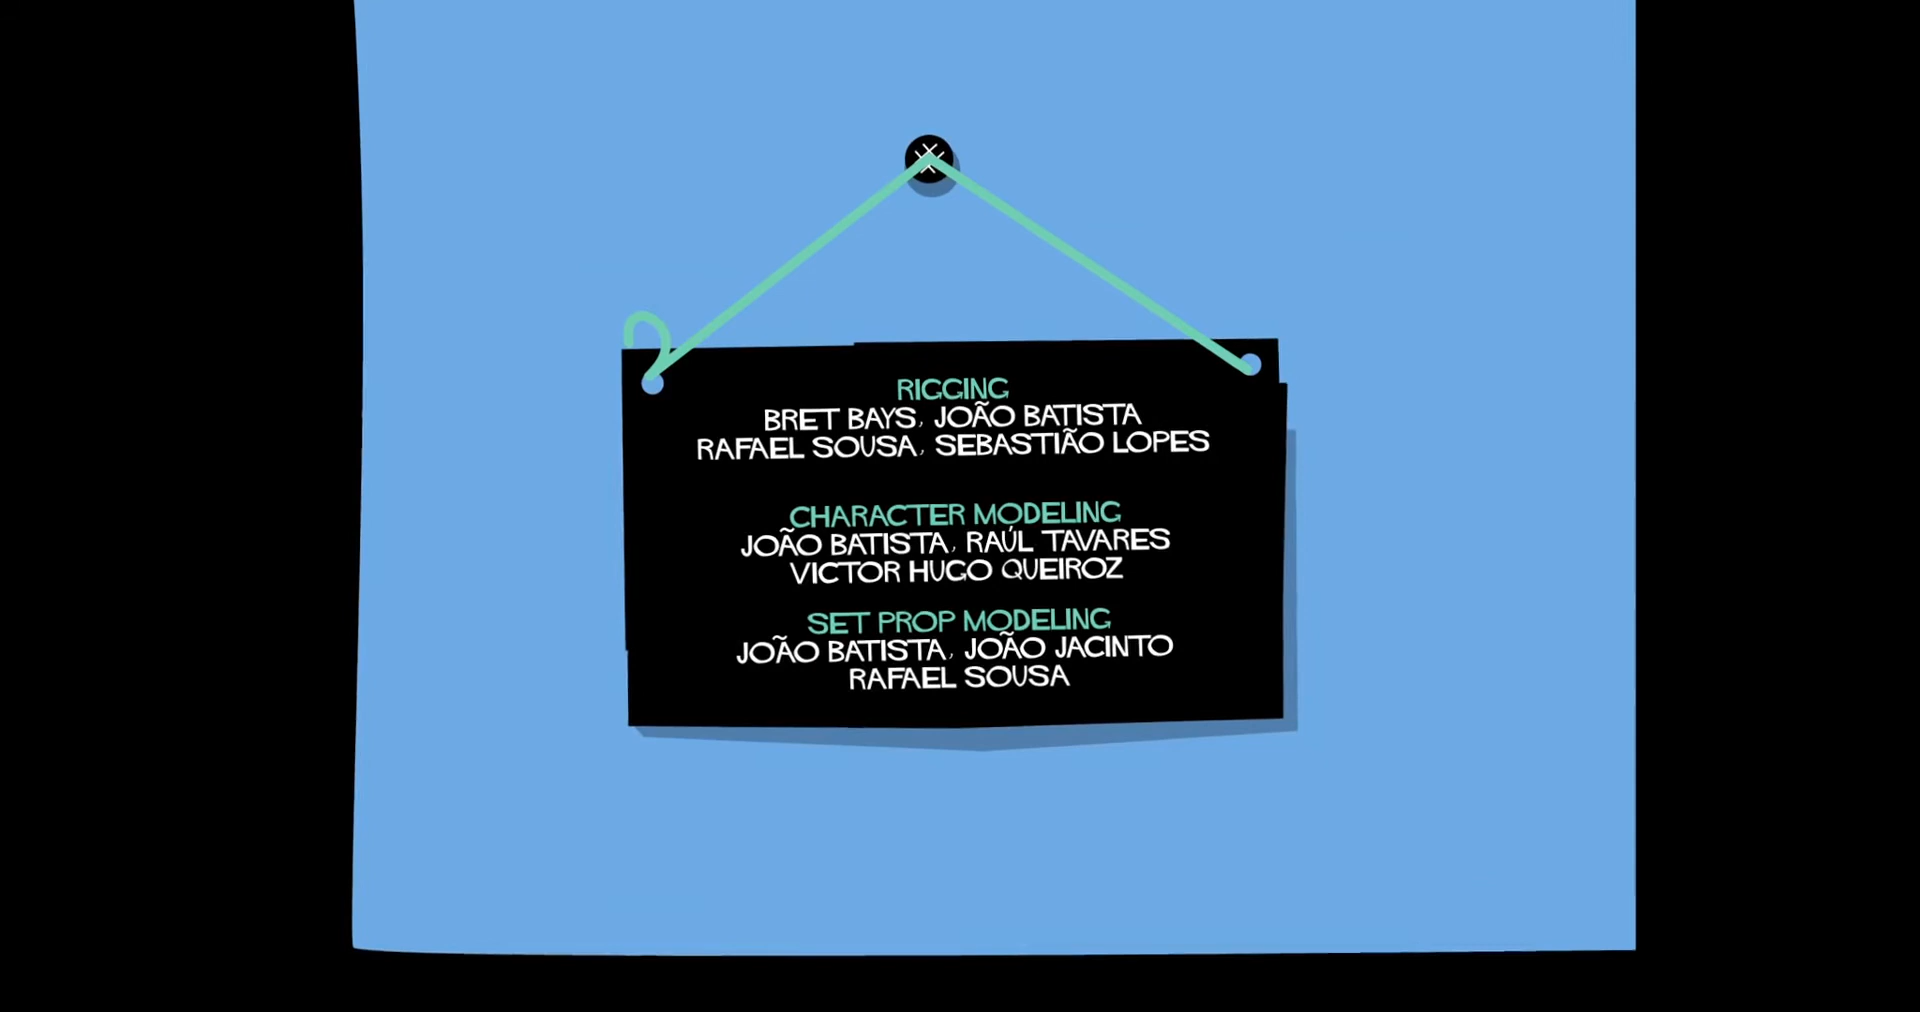 RIGGING
BRET BAYS, JOÃO BATISTA
RAFAEL SOUSA, SEBASTIÃO LOPES
CHARACTER MODELING
JOÃO BATISTA, RAÚL TAVARES
VICTOR HUGO QUEIROZ
SET PROP MODELING
JOÃO BATISTA, JOÃO JACINTO
RAFAEL SOUSA